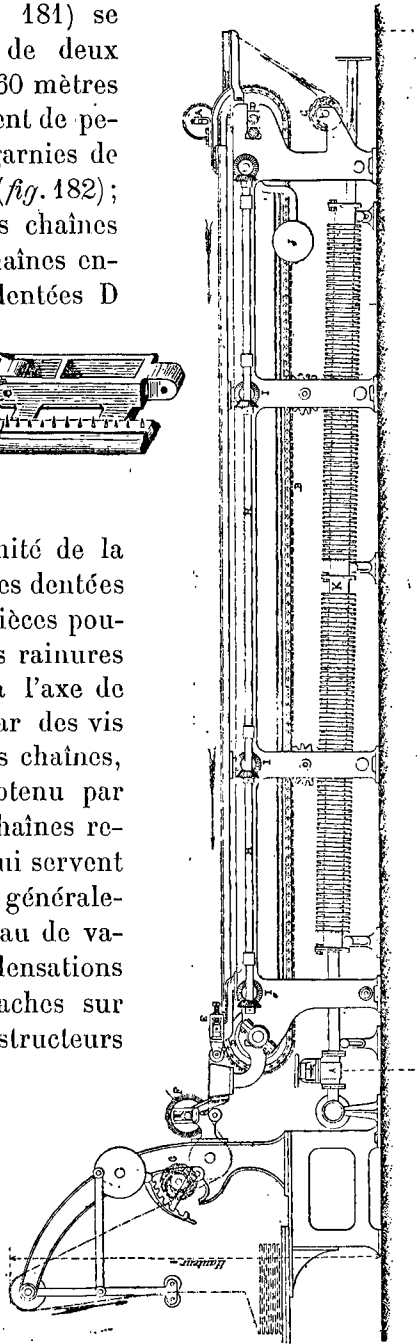 181) se
de deux
60 mètres
ent de pe-
garnies de
(fig. 182);
s chaînes
haînes en-
dentées D
nité de la
es dentées
ièces pou-
s rainures
à l'axe de
ar des vis
s chaînes,
btenu par
haînes re-
ui servent
générale-
au de va-
densations
aches sur
structeurs
Hauteur